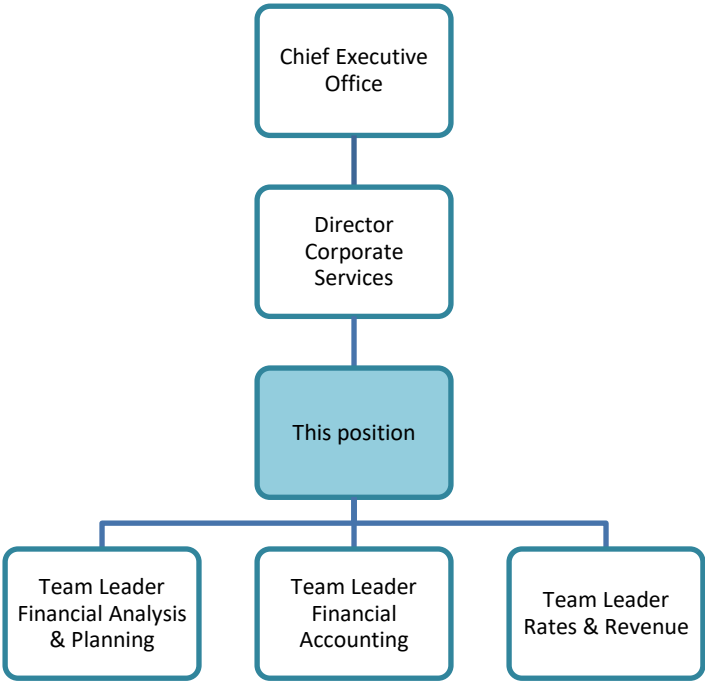 Chief Executive
Office
Director
Corporate
Services
This position
Team Leader
Financial Analysis
& Planning
Team Leader
Financial
Accounting
Team Leader
Rates & Revenue